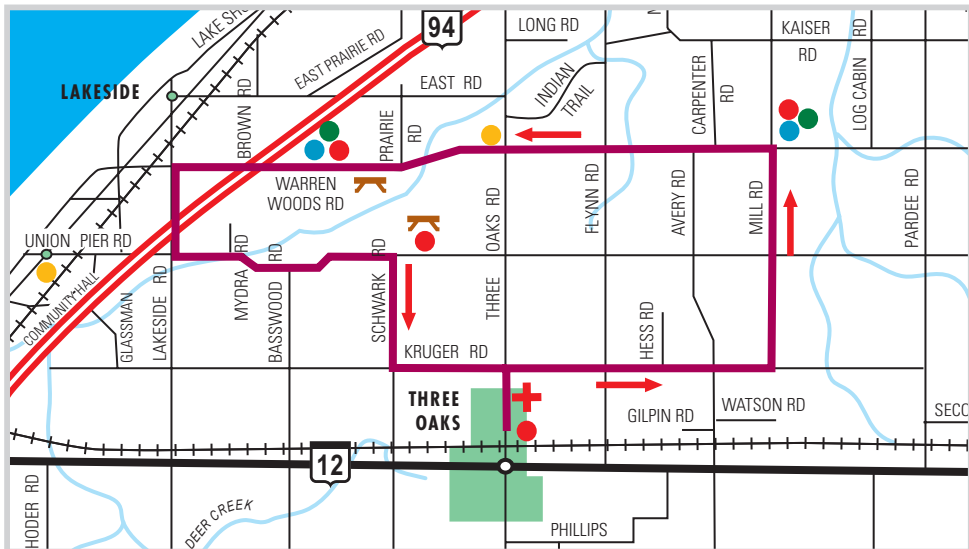 LAKE SHO
94
LONG RD
N
KAISER
RD
EAST PRAIRIE RD
LAKESIDE
EAST RD
INDIAN
TRAIL
CARPENTER
RD
LOG CABIN
RD
BROWN RD
PRAIRIE
RD
WARREN
WOODS RD
FLYNN RD
AVERY RD
MILL RD
PARDEE RD
UNION PIER RD
COMMUNITY HALL
GLASSMAN
LAKESIDE RD
MYDRA RD
BASSWOOD RD
SCHWARK RD
THREE OAKS RD
KRUGER RD
HESS RD
THREE
OAKS
GILPIN RD
WATSON RD
SECO
12
HODER RD
DEER CREEK
PHILLIPS